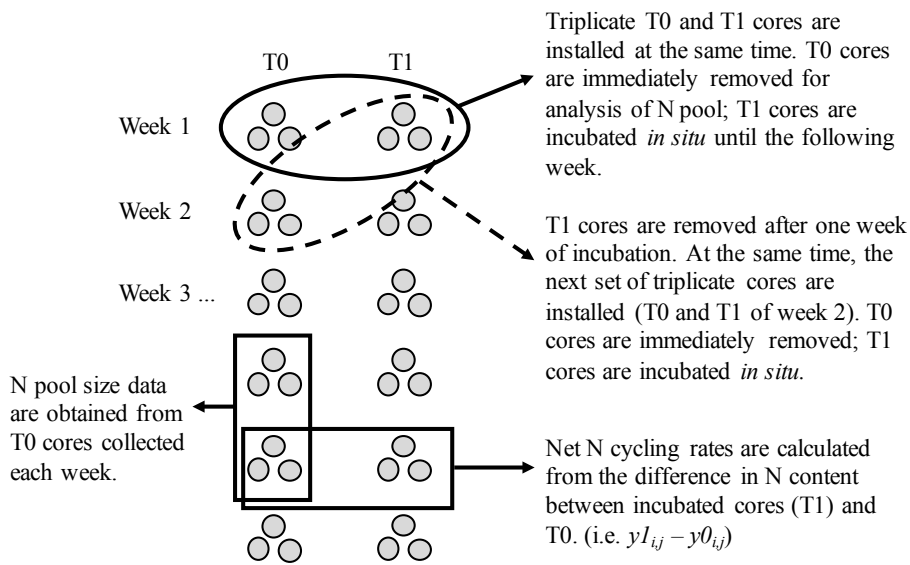 T0 T1
Week 1
Week 2
Week 3 ...
Triplicate T0 and T1 cores are
installed at the same time. T0 cores
are immediately removed for
analysis of N pool; T1 cores are
incubated in situ until the following
week.
T1 cores are removed after one week
of incubation. At the same time, the
next set of triplicate cores are
installed (T0 and T1 of week 2). T0
cores are immediately removed; T1
cores are incubated in situ.
N pool size data
are obtained from
T0 cores collected
each week.
Net N cycling rates are calculated
from the difference in N content
between incubated cores (T1) and
T0. (i.e. y1i,j – y0i,j)